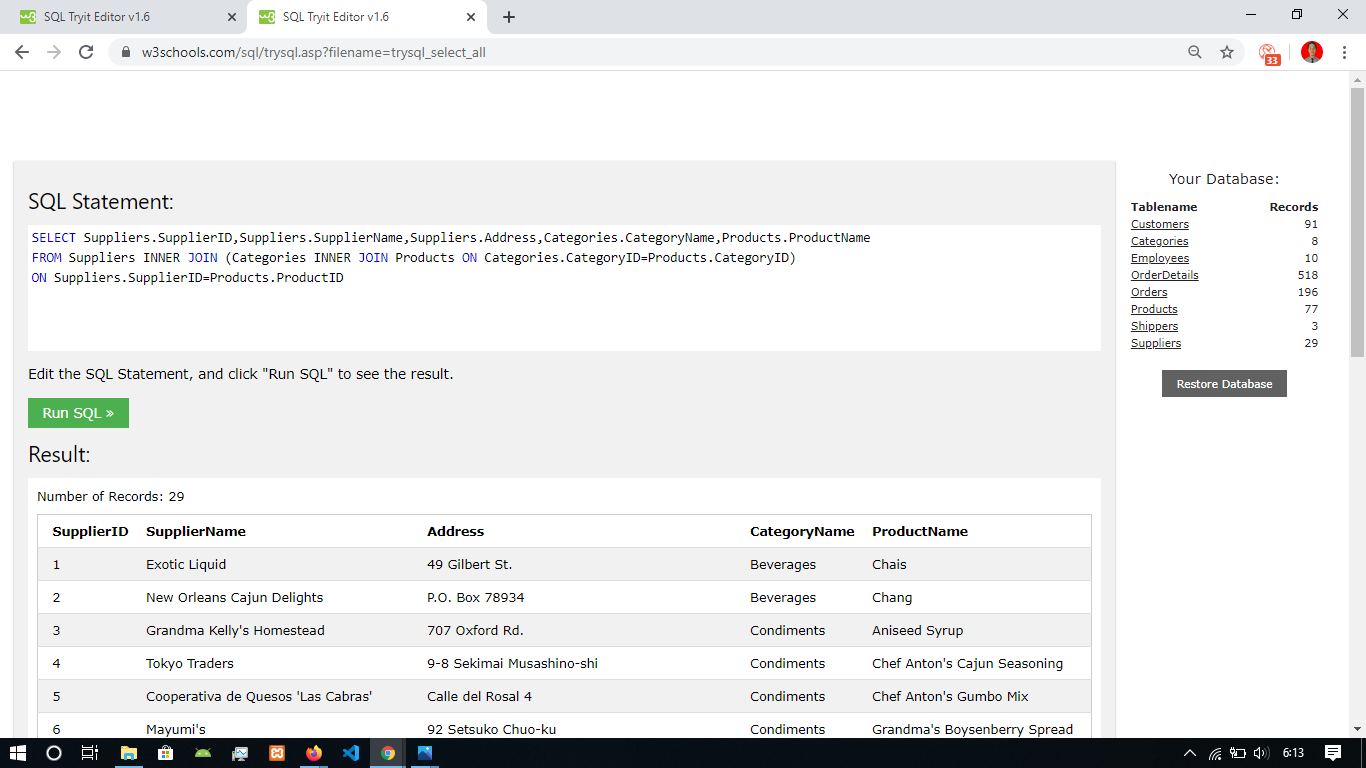 SQL Tryit Editor v1.6
SQL Tryit Editor v1.6
w3schools.com/sql/trysql.asp?filename=trysql_select_all
33
SQL Statement:
SELECT Suppliers.SupplierID,Suppliers.SupplierName,Suppliers.Address,Categories.CategoryName,Products.ProductName
FROM Suppliers INNER JOIN (Categories INNER JOIN Products ON Categories.CategoryID=Products.CategoryID)
ON Suppliers.SupplierID=Products.ProductID
Edit the SQL Statement, and click "Run SQL" to see the result.
Run SQL »
Result:
Number of Records: 29
SupplierID SupplierName Address CategoryName ProductName
1 Exotic Liquid 49 Gilbert St. Beverages Chais
2 New Orleans Cajun Delights P.O. Box 78934 Beverages Chang
3 Grandma Kelly's Homestead 707 Oxford Rd. Condiments Aniseed Syrup
4 Tokyo Traders 9-8 Sekimai Musashino-shi Condiments Chef Anton's Cajun Seasoning
5 Cooperativa de Quesos 'Las Cabras' Calle del Rosal 4 Condiments Chef Anton's Gumbo Mix
6 Mayumi's 92 Setsuko Chuo-ku Condiments Grandma's Boysenberry Spread
Your Database:
Tablename Records
Customers 91
Categories 8
Employees 10
OrderDetails 518
Orders 196
Products 77
Shippers 3
Suppliers 29
Restore Database
6:13